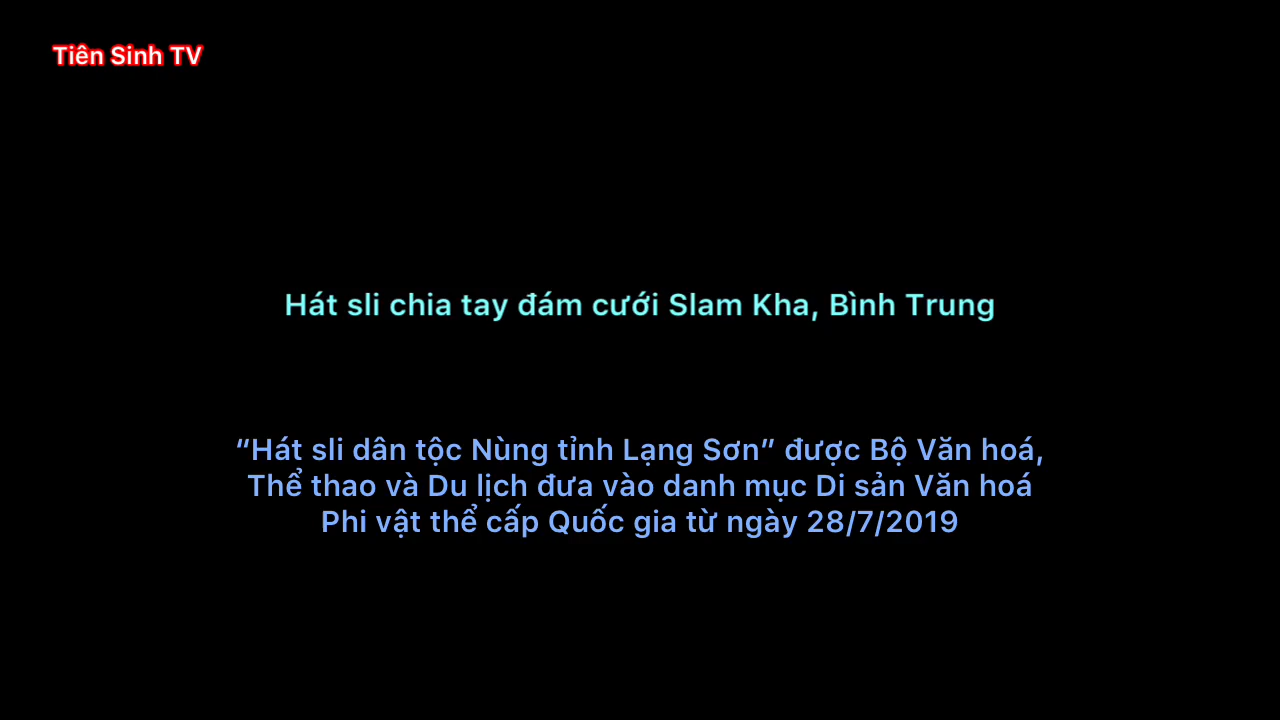 Tiên Sinh TV
Hát sli chia tay đám cưới Slam Kha, Bình Trung
“Hát sli dân tộc Nùng tỉnh Lạng Sơn” được Bộ Văn hoá,
Thể thao và Du lịch đưa vào danh mục Di sản Văn hoá
Phi vật thể cấp Quốc gia từ ngày 28/7/2019